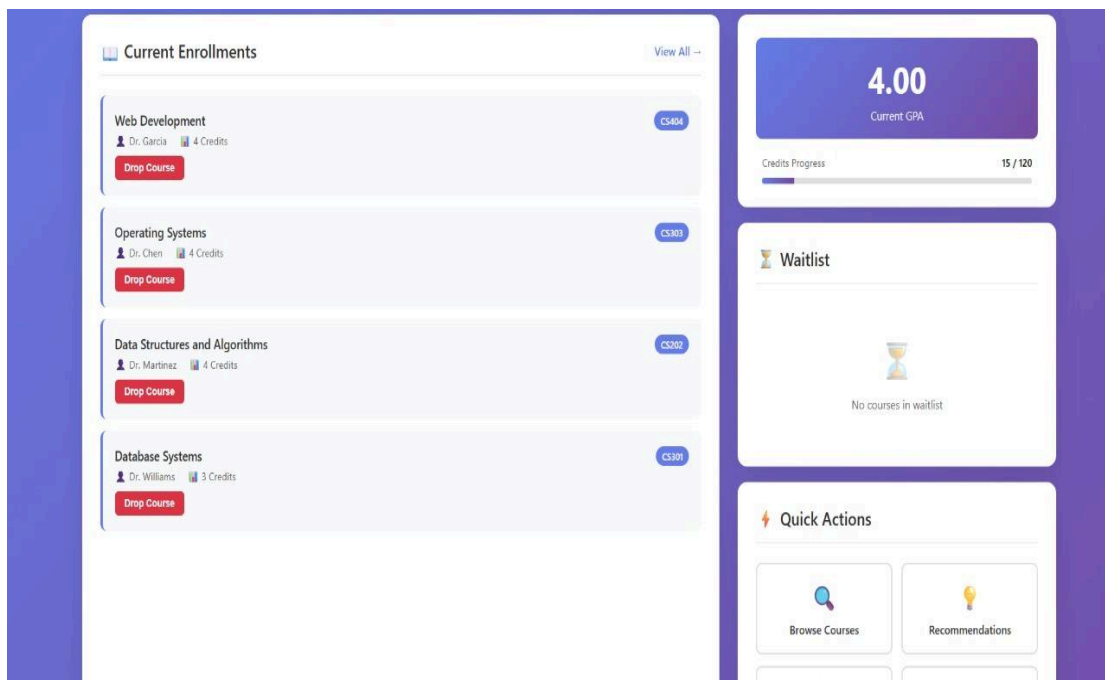 Current Enrollments
View All →
Web Development
CS404
Dr. Garcia 4 Credits
Drop Course
Operating Systems
CS303
Dr. Chen 4 Credits
Drop Course
Data Structures and Algorithms
CS202
Dr. Martinez 4 Credits
Drop Course
Database Systems
CS301
Dr. Williams 3 Credits
Drop Course
4.00
Current GPA
Credits Progress 15 / 120
Waitlist
No courses in waitlist
Quick Actions
Browse Courses
Recommendations